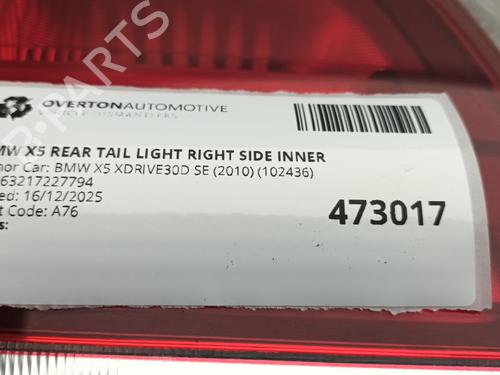 OVERTONAUTOMOTIVE
MW X5 REAR TAIL LIGHT RIGHT SIDE INNER
nor Car: BMW X5 XDRIVE30D SE (2010) (102436)
63217227794
ed: 16/12/2025
t Code: A76
s:
473017